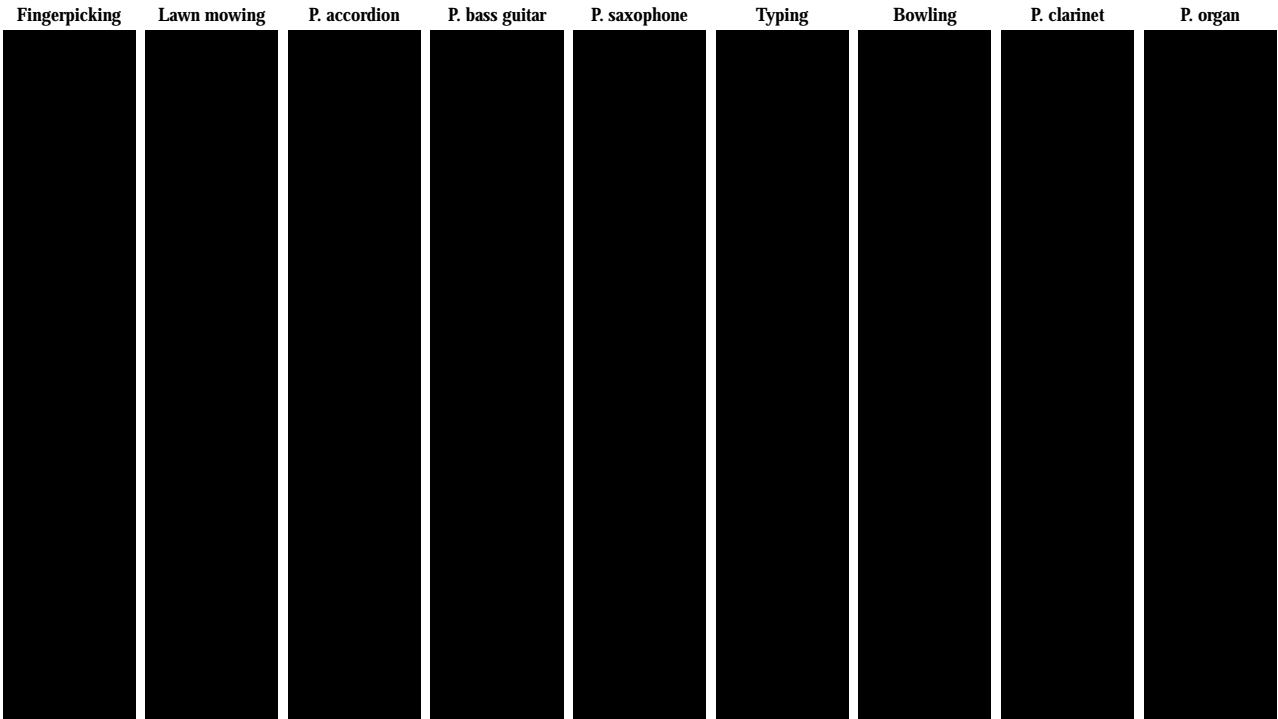 Fingerpicking Lawn mowing P. accordion P. bass guitar P. saxophone Typing Bowling P. clarinet P. organ